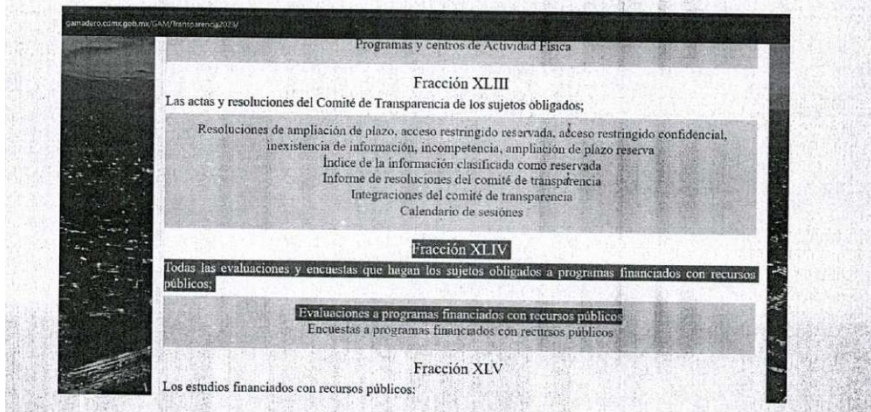 gamadero.cdmx.gob.mx/GAM/Transparencia2023/
Programas y centros de Actividad Física
Fracción XLIII
Las actas y resoluciones del Comité de Transparencia de los sujetos obligados;
Resoluciones de ampliación de plazo, acceso restringido reservada, acceso restringido confidencial,
inexistencia de información, incompetencia, ampliación de plazo reserva
Índice de la información clasificada como reservada
Informe de resoluciones del comité de transparencia
Integraciones del comité de transparencia
Calendario de sesiones
Fracción XLIV
Todas las evaluaciones y encuestas que hagan los sujetos obligados a programas financiados con recursos
públicos;
Evaluaciones a programas financiados con recursos públicos
Encuestas a programas financiados con recursos públicos
Fracción XLV
Los estudios financiados con recursos públicos;